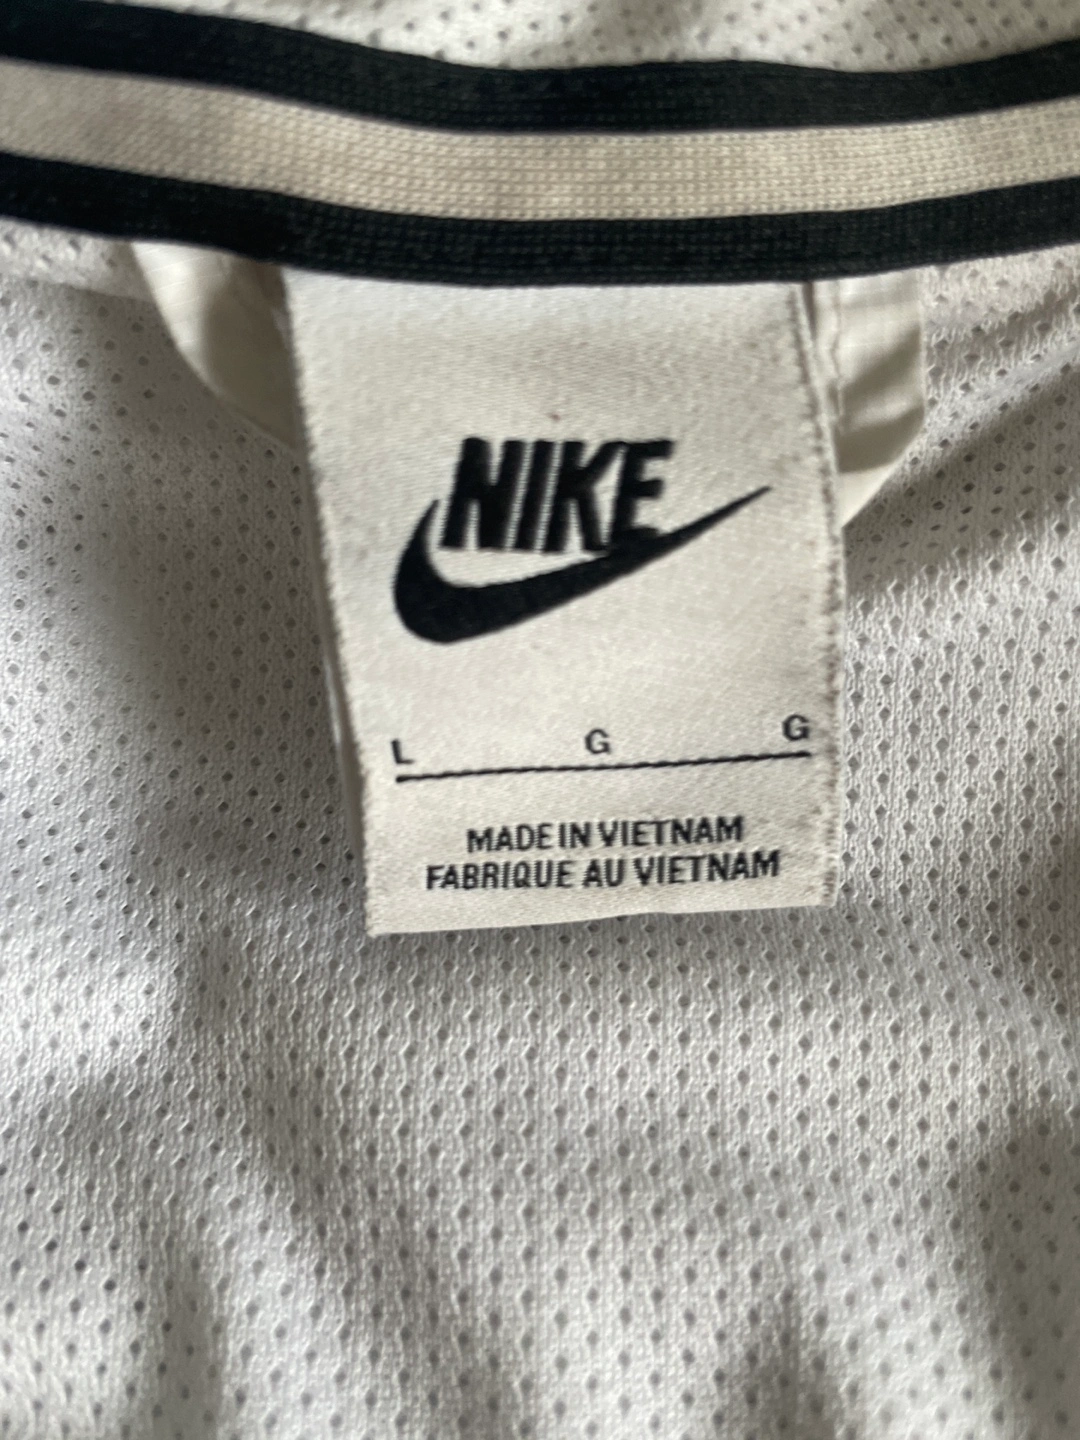 NIKE
L G G
MADE IN VIETNAM
FABRIQUE AU VIETNAM